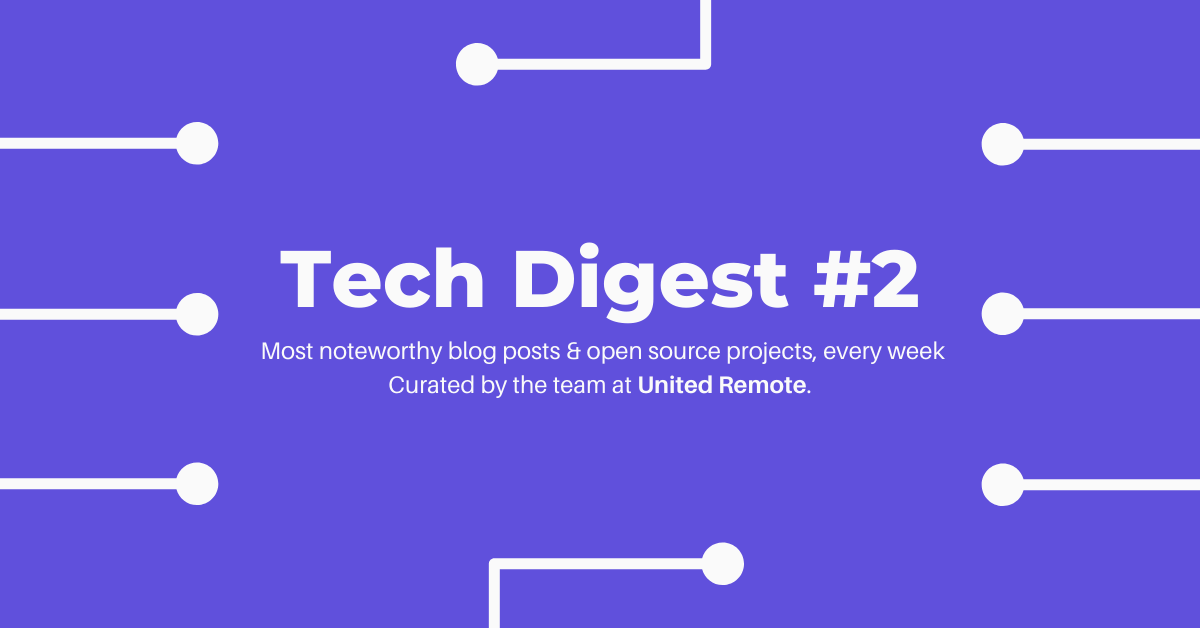 Tech Digest #2
Most noteworthy blog posts & open source projects, every week
Curated by the team at United Remote.